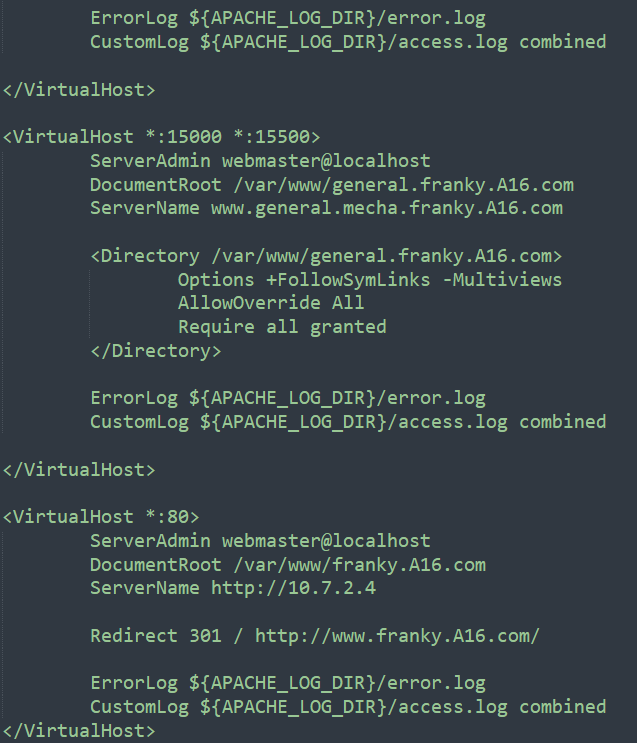 ErrorLog ${APACHE_LOG_DIR}/error.log
CustomLog ${APACHE_LOG_DIR}/access.log combined
</VirtualHost>
<VirtualHost *:15000 *:15500>
ServerAdmin webmaster@localhost
DocumentRoot /var/www/general.franky.A16.com
ServerName www.general.mecha.franky.A16.com
<Directory /var/www/general.franky.A16.com>
Options +FollowSymLinks -Multiviews
AllowOverride All
Require all granted
</Directory>
ErrorLog ${APACHE_LOG_DIR}/error.log
CustomLog ${APACHE_LOG_DIR}/access.log combined
</VirtualHost>
<VirtualHost *:80>
ServerAdmin webmaster@localhost
DocumentRoot /var/www/franky.A16.com
ServerName http://10.7.2.4
Redirect 301 / http://www.franky.A16.com/
ErrorLog ${APACHE_LOG_DIR}/error.log
CustomLog ${APACHE_LOG_DIR}/access.log combined
</VirtualHost>